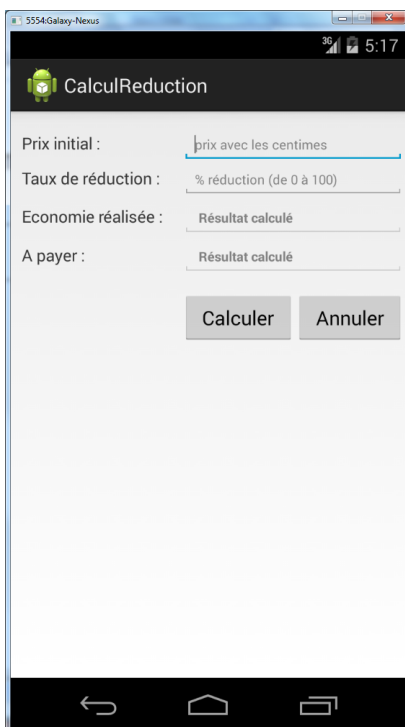 5554:Galaxy-Nexus
3G 5:17
CalculReduction
Prix initial : prix avec les centimes
Taux de réduction : % réduction (de 0 à 100)
Economie réalisée : Résultat calculé
A payer : Résultat calculé
Calculer Annuler